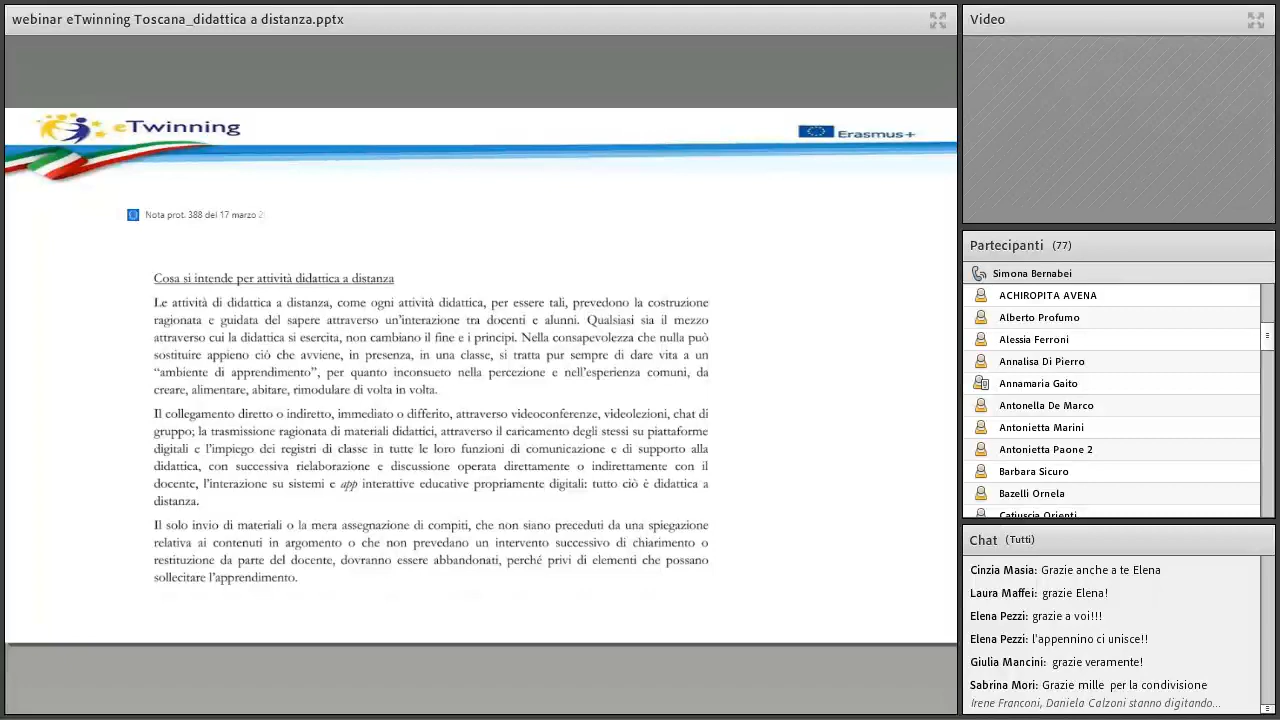 webinar eTwinning Toscana_didattica a distanza.pptx
eTwinning
Erasmus+
Nota prot. 388 del 17 marzo 2
Cosa si intende per attività didattica a distanza
Le attività di didattica a distanza, come ogni attività didattica, per essere tali, prevedono la costruzione
ragionata e guidata del sapere attraverso un’interazione tra docenti e alunni. Qualsiasi sia il mezzo
attraverso cui la didattica si esercita, non cambiano il fine e i principi. Nella consapevolezza che nulla può
sostituire appieno ciò che avviene, in presenza, in una classe, si tratta pur sempre di dare vita a un
“ambiente di apprendimento”, per quanto inconsueto nella percezione e nell’esperienza comuni, da
creare, alimentare, abitare, rimodulare di volta in volta.
Il collegamento diretto o indiretto, immediato o differito, attraverso videoconferenze, videolezioni, chat di
gruppo; la trasmissione ragionata di materiali didattici, attraverso il caricamento degli stessi su piattaforme
digitali e l’impiego dei registri di classe in tutte le loro funzioni di comunicazione e di supporto alla
didattica, con successiva rielaborazione e discussione operata direttamente o indirettamente con il
docente, l’interazione su sistemi e app interattive educative propriamente digitali: tutto ciò è didattica a
distanza.
Il solo invio di materiali o la mera assegnazione di compiti, che non siano preceduti da una spiegazione
relativa ai contenuti in argomento o che non prevedano un intervento successivo di chiarimento o
restituzione da parte del docente, dovranno essere abbandonati, perché privi di elementi che possano
sollecitare l’apprendimento.
Video
Partecipanti (77)
Simona Bernabei
ACHIROPITA AVENA
Alberto Profumo
Alessia Ferroni
Annalisa Di Pierro
Annamaria Gaito
Antonella De Marco
Antonietta Marini
Antonietta Paone 2
Barbara Sicuro
Bazelli Ornela
Catiuscia Orienti
Chat (Tutti)
Cinzia Masia: Grazie anche a te Elena
Laura Maffei: grazie Elena!
Elena Pezzi: grazie a voi!!!
Elena Pezzi: l'appennino ci unisce!!
Giulia Mancini: grazie veramente!
Sabrina Mori: Grazie mille per la condivisione
Irene Franconi, Daniela Calzoni stanno digitando...